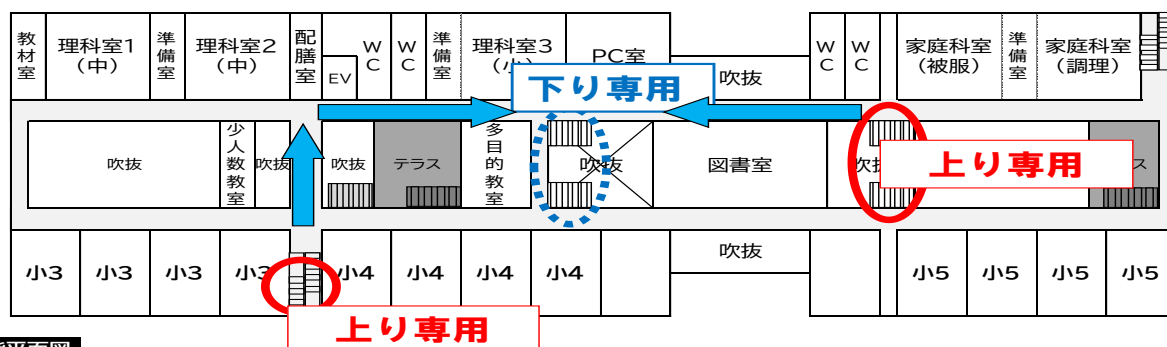 教材室
理科室1
（中）
準備室
理科室2
（中）
配膳室
EV
WC
WC
準備室
理科室3
（小）
PC室
吹抜
WC
WC
家庭科室
（被服）
準備室
家庭科室
（調理）
下り専用
吹抜
少人数教室
吹抜
吹抜
テラス
多目的教室
吹抜
図書室
吹抜
上り専用
ス
小3
小3
小3
小3
小4
小4
小4
小4
吹抜
小5
小5
小5
小5
上り専用